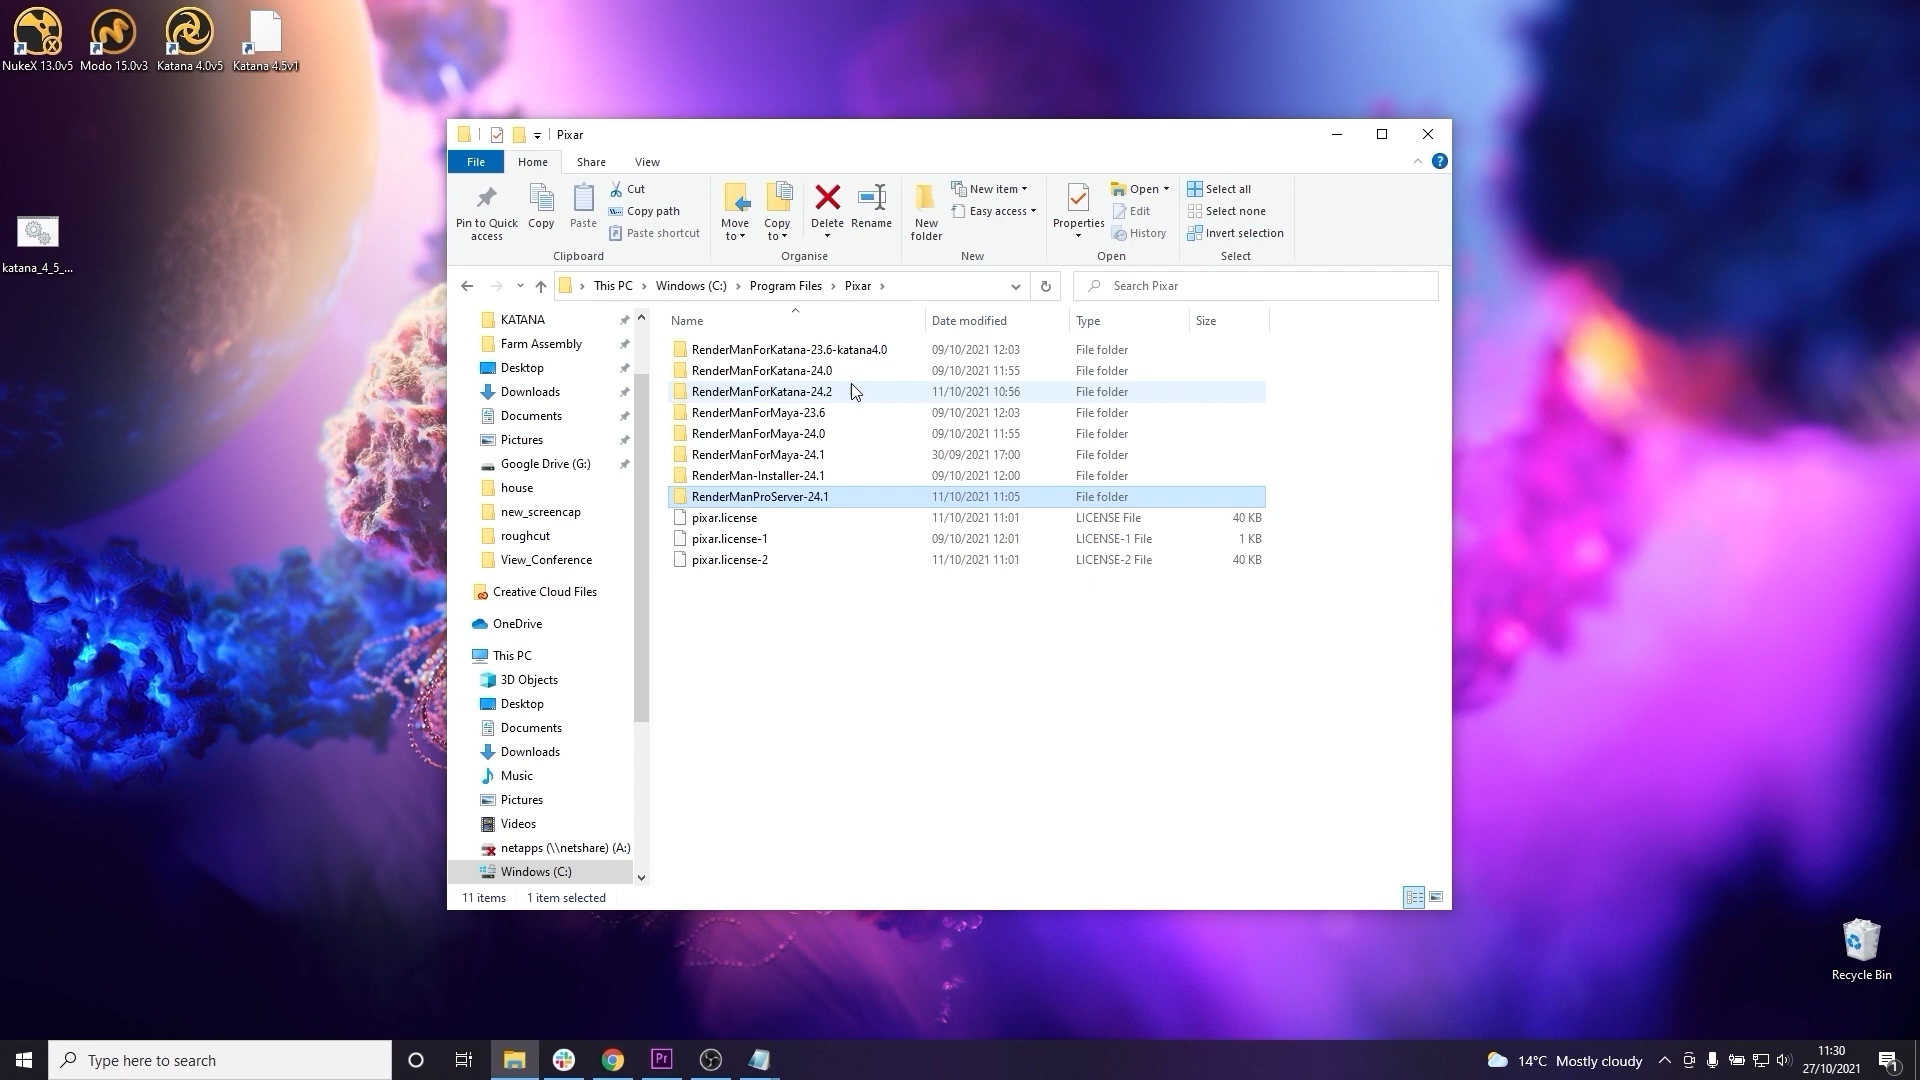 NukeX 13.0v5
Modo 15.0v3
Katana 4.0v5
Katana 4.5v1
katana_4_5_...
Pixar
File
Home
Share
View
Pin to Quick
access
Copy
Paste
Cut
Copy path
Paste shortcut
Clipboard
Move
to
Copy
to
Delete
Rename
Organise
New
folder
New item
Easy access
New
Properties
Open
Edit
History
Open
Select all
Select none
Invert selection
Select
This PC > Windows (C:) > Program Files > Pixar >
Search Pixar
KATANA
Farm Assembly
Desktop
Downloads
Documents
Pictures
Google Drive (G:)
house
new_screencap
roughcut
View_Conference
Creative Cloud Files
OneDrive
This PC
3D Objects
Desktop
Documents
Downloads
Music
Pictures
Videos
netapps (\\netshare) (A:)
Windows (C:)
Name Date modified Type Size
RenderManForKatana-23.6-katana4.0 09/10/2021 12:03 File folder
RenderManForKatana-24.0 09/10/2021 11:55 File folder
RenderManForKatana-24.2 11/10/2021 10:56 File folder
RenderManForMaya-23.6 09/10/2021 12:03 File folder
RenderManForMaya-24.0 09/10/2021 11:55 File folder
RenderManForMaya-24.1 30/09/2021 17:00 File folder
RenderMan-Installer-24.1 09/10/2021 12:00 File folder
RenderManProServer-24.1 11/10/2021 11:05 File folder
pixar.license 11/10/2021 11:01 LICENSE File 40 KB
pixar.license-1 09/10/2021 12:01 LICENSE-1 File 1 KB
pixar.license-2 11/10/2021 11:01 LICENSE-2 File 40 KB
11 items 1 item selected
Recycle Bin
Type here to search
Pr
14°C Mostly cloudy
11:30
27/10/2021
1